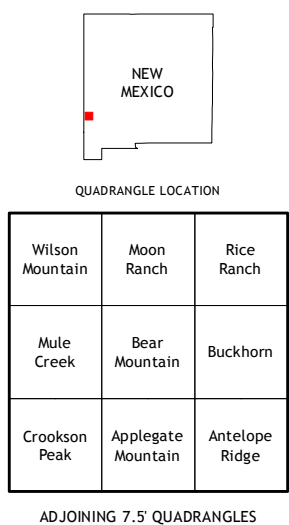 NEW
MEXICO
QUADRANGLE LOCATION
Wilson
Mountain
Moon
Ranch
Rice
Ranch
Mule
Creek
Bear
Mountain
Buckhorn
Crookson
Peak
Applegate
Mountain
Antelope
Ridge
ADJOINING 7.5' QUADRANGLES